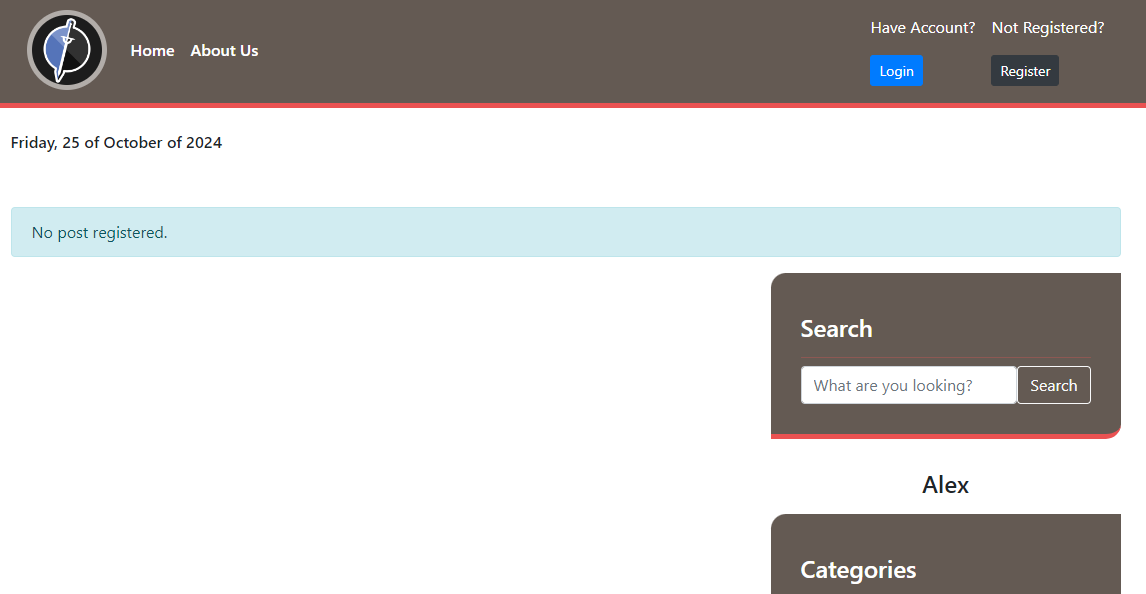 Home About Us
Have Account? Not Registered?
Login Register
Friday, 25 of October of 2024
No post registered.
Search
What are you looking? Search
Alex
Categories